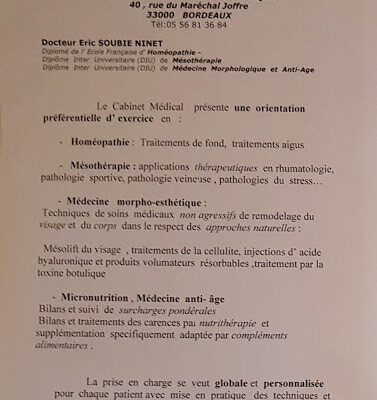 40 , rue du Maréchal Joffre
33000 BORDEAUX
Tél:05 56 81 36 84
Docteur Eric SOUBIE NINET
Diplomé de l' Ecole Française d' Homéopathie -
Diplôme Inter Universitaire (DIU) de Mésothérapie
Diplôme Inter Universitaire (DIU) de Médecine Morphologique et Anti-Age
Le Cabinet Médical présente une orientation
préférentielle d' exercice en :
- Homéopathie : Traitements de fond, traitements aigus
- Mésothérapie : applications thérapeutiques en rhumatologie,
pathologie sportive, pathologie veineuse , pathologies du stress…
- Médecine morpho-esthétique :
Techniques de soins médicaux non agressifs de remodelage du
visage et du corps dans le respect des approches naturelles :
Mésolift du visage , traitements de la cellulite, injections d' acide
hyaluronique et produits volumateurs résorbables ,traitement par la
toxine botulique
- Micronutrition , Médecine anti- âge
Bilans et suivi de surcharges pondérales
Bilans et traitements des carences par nutrithérapie et
supplémentation specifiquement adaptée par compléments
alimentaires .
La prise en charge se veut globale et personnalisée
pour chaque patient avec mise en pratique des techniques et